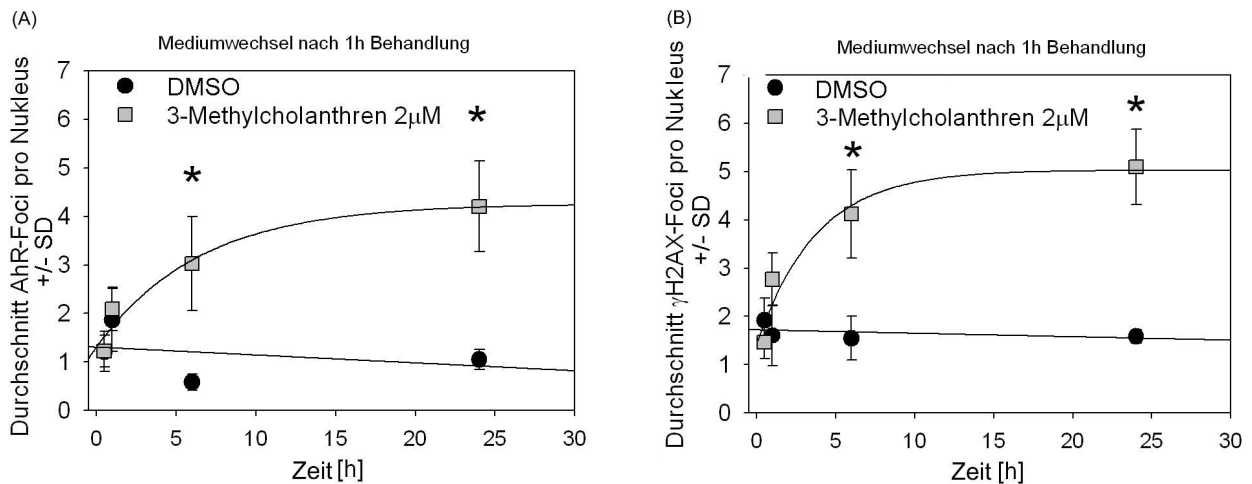 (A)
Mediumwechsel nach 1h Behandlung
Durchschnitt AhR-Foci pro Nukleus
+/- SD
7
6
5
4
3
2
1
0
DMSO
3-Methylcholanthren 2µM
*
*
0
5
10
15
20
25
30
Zeit [h]
(B)
Mediumwechsel nach 1h Behandlung
Durchschnitt γH2AX-Foci pro Nukleus
+/- SD
7
6
5
4
3
2
1
0
DMSO
3-Methylcholanthren 2µM
*
*
0
5
10
15
20
25
30
Zeit [h]